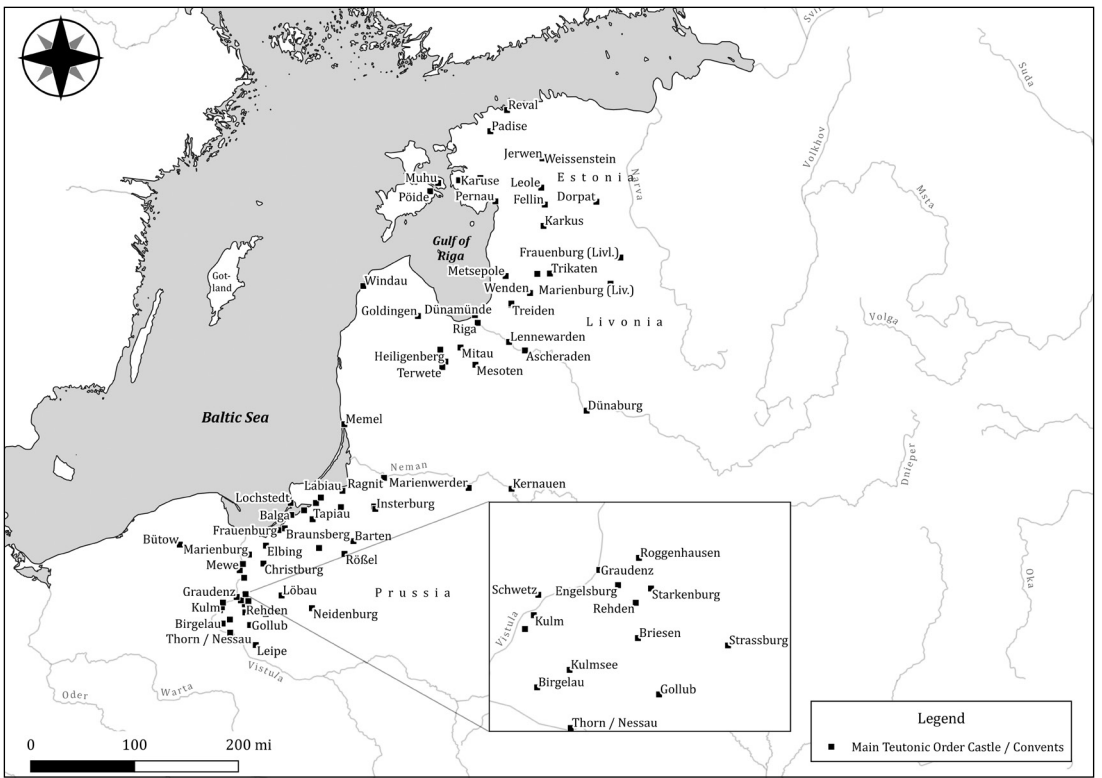 Svir
Suda
Reval
Padise
Volkhov
Jerwen
Weissenstein
Estonia
Narva
Muhu
Karuse
Leole
Pöide
Pernau
Fellin
Dorpat
Msta
Karkus
Gulf of
Riga
Frauenburg (Livl.)
Got-
land
Metsepole
Trikaten
Windau
Wenden
Marienburg (Liv.)
Goldingen
Dünamünde
Treiden
Riga
Livonia
Volga
Lennewarden
Heiligenberg
Mitau
Ascheraden
Terwete
Mesoten
Dünaburg
Baltic Sea
Memel
Neman
Dnieper
Labiau
Ragnit
Marienwerder
Kernauen
Lochstedt
Insterburg
Balga
Tapiau
Frauenburg
Braunsberg
Barten
Bütow
Marienburg
Elbing
Rößel
Mewe
Christburg
Graudenz
Löbau
Prussia
Kulm
Rehden
Neidenburg
Birgelau
Gollub
Thorn / Nessau
Leipe
Vistula
Oder
Warta
Oka
Roggenhausen
Graudenz
Schwetz
Engelsburg
Starkenburg
Rehden
Kulm
Vistula
Briesen
Strassburg
Kulmsee
Birgelau
Gollub
Thorn / Nessau
Legend
Main Teutonic Order Castle / Convents
0 100 200 mi